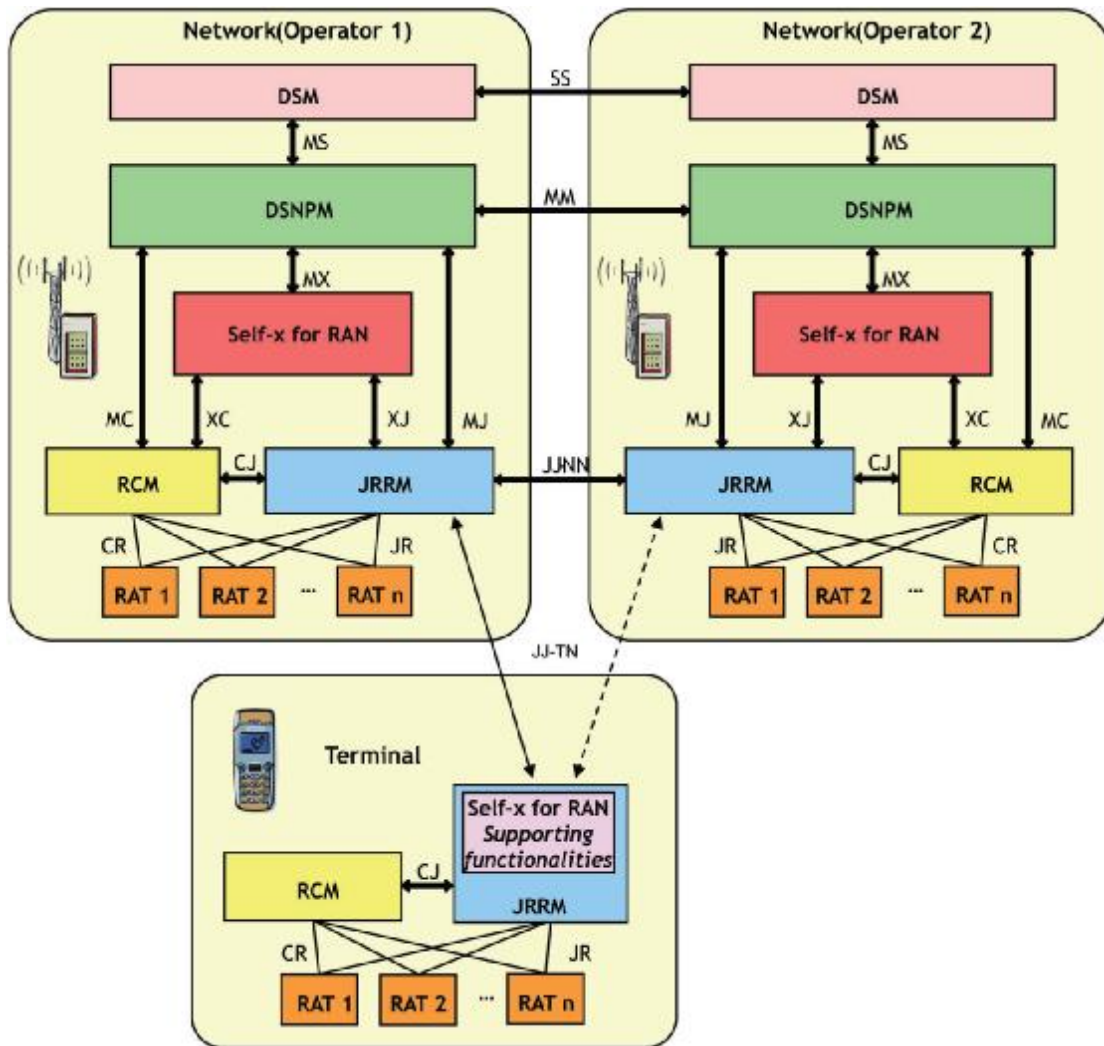 Network(Operator 1)
Network(Operator 2)
DSM
SS
DSM
MS
MS
DSNPM
MM
DSNPM
MX
MX
Self-x for RAN
Self-x for RAN
MC
XC
XJ
MJ
MJ
XJ
XC
MC
RCM
CJ
JRRM
JJ-NN
JRRM
CJ
RCM
CR
JR
JR
CR
RAT 1
RAT 2
...
RAT n
RAT 1
RAT 2
...
RAT n
JJ-TN
Terminal
Self-x for RAN
Supporting
functionalities
RCM
CJ
JRRM
CR
JR
RAT 1
RAT 2
...
RAT n